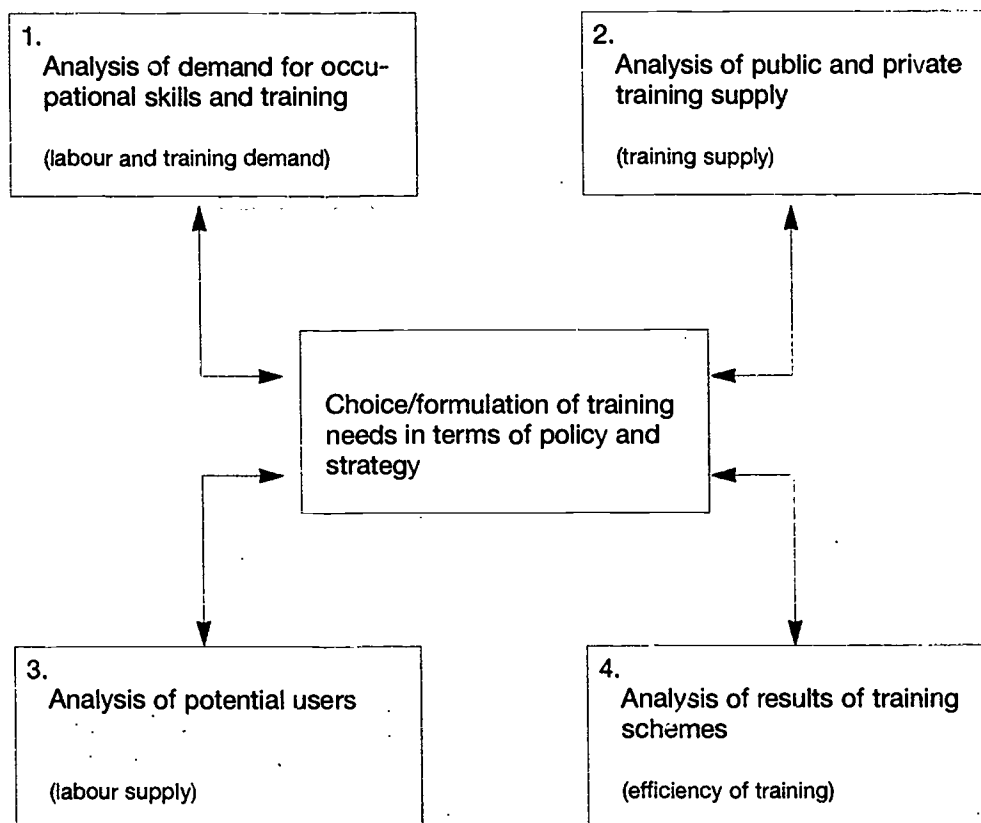 1.
Analysis of demand for occu-
pational skills and training
(labour and training demand)
2.
Analysis of public and private
training supply
(training supply)
Choice/formulation of training
needs in terms of policy and
strategy
3.
Analysis of potential users
(labour supply)
4.
Analysis of results of training
schemes
(efficiency of training)